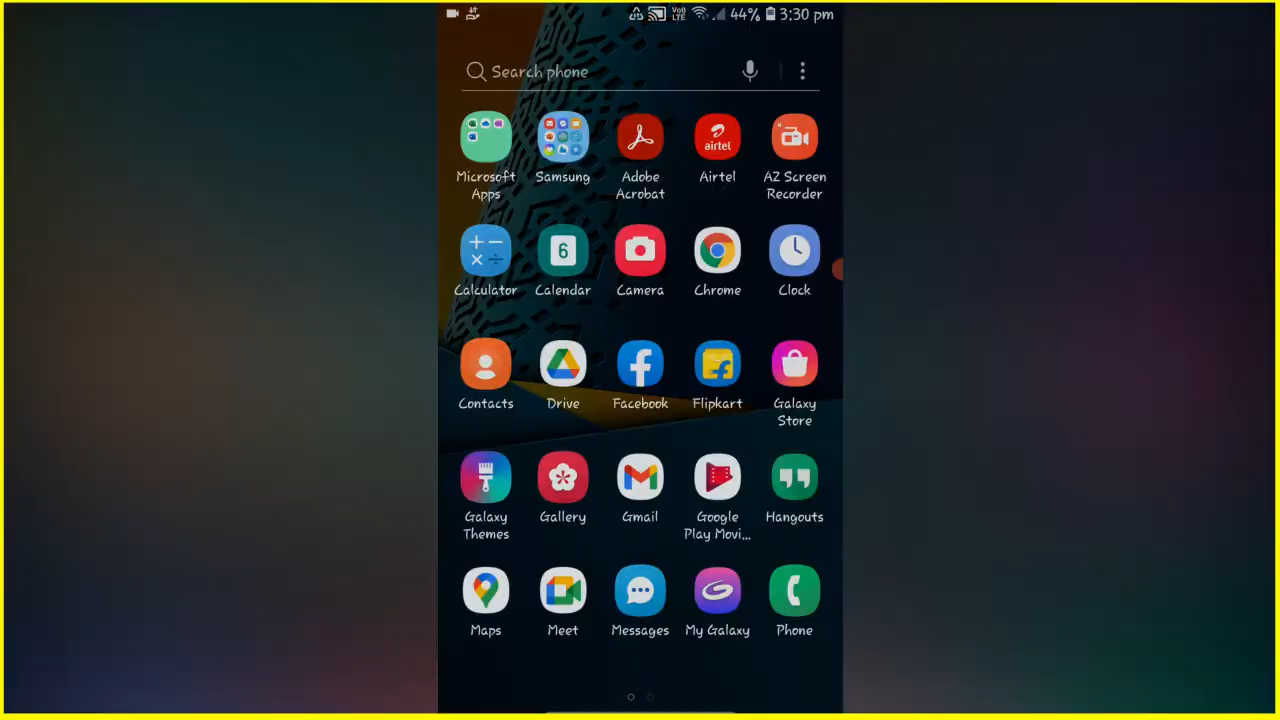 Vo)) LTE 44% 3:30 pm
Search phone
Microsoft Apps
Samsung
Adobe Acrobat
airtel
Airtel
AZ Screen Recorder
Calculator
6
Calendar
Camera
Chrome
Clock
Contacts
Drive
Facebook
Flipkart
Galaxy Store
Galaxy Themes
Gallery
Gmail
Google Play Movi...
Hangouts
Maps
Meet
Messages
My Galaxy
Phone